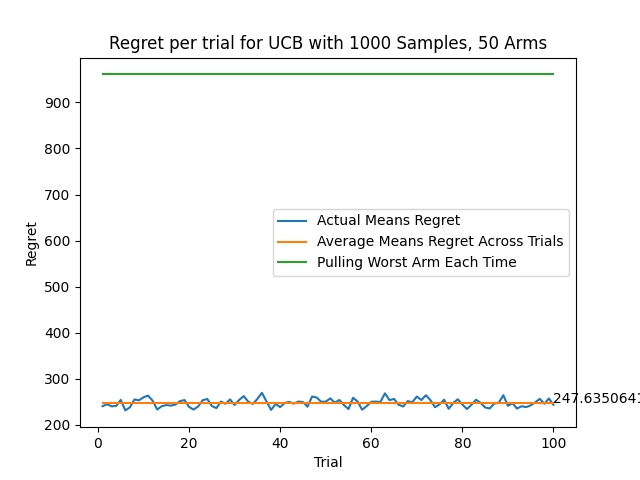 Regret per trial for UCB with 1000 Samples, 50 Arms
Regret
900
800
700
600
500
400
300
200
Actual Means Regret
Average Means Regret Across Trials
Pulling Worst Arm Each Time
247.6350641
0
20
40
60
80
100
Trial